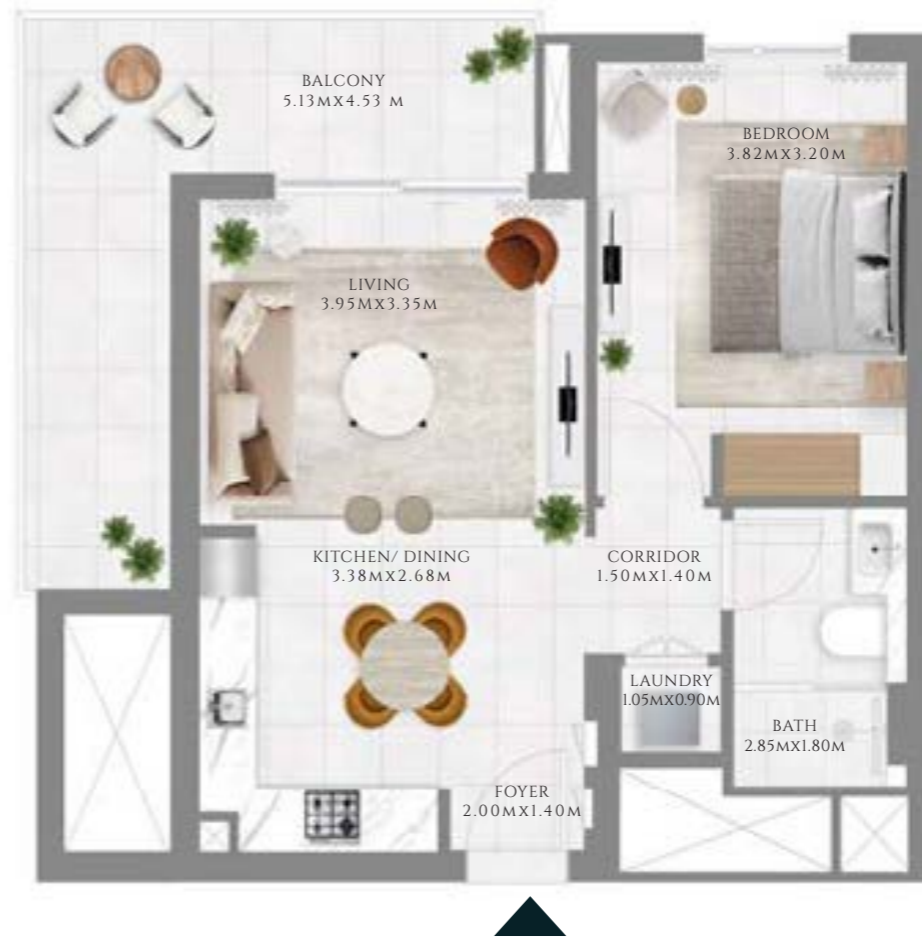 BALCONY
5.13MX4.53 M
BEDROOM
3.82MX3.20M
LIVING
3.95MX3.35M
KITCHEN/ DINING
3.38MX2.68M
CORRIDOR
1.50MX1.40M
LAUNDRY
1.05MX0.90M
BATH
2.85MX1.80M
FOYER
2.00MX1.40M